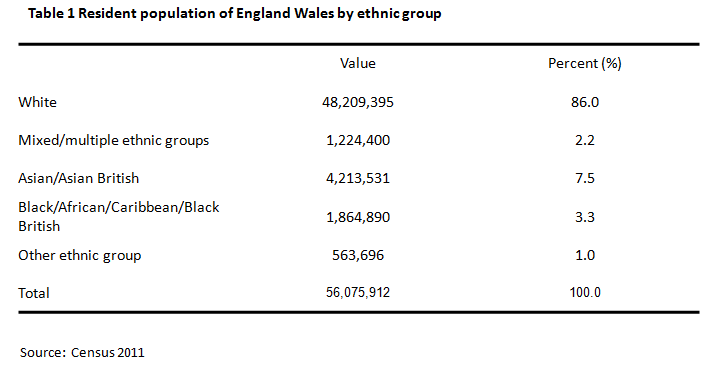 Table 1 Resident population of England Wales by ethnic group
Value Percent (%)
White 48,209,395 86.0
Mixed/multiple ethnic groups 1,224,400 2.2
Asian/Asian British 4,213,531 7.5
Black/African/Caribbean/Black
British 1,864,890 3.3
Other ethnic group 563,696 1.0
Total 56,075,912 100.0
Source: Census 2011